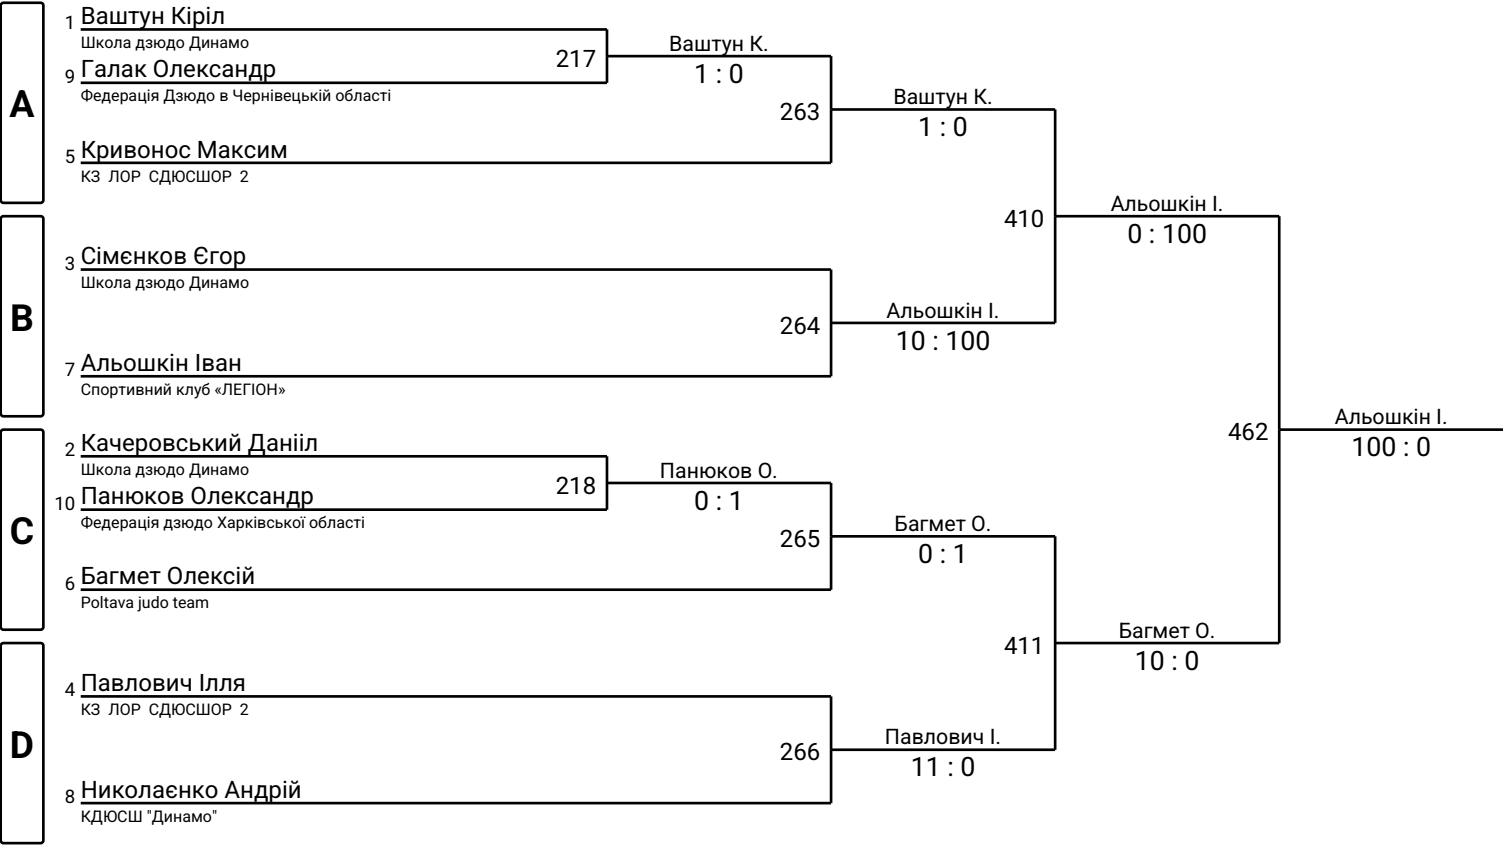 A
1 Ваштун Кіріл
Школа дзюдо Динамо
9 Галак Олександр
Федерація Дзюдо в Чернівецькій області
217
Ваштун К.
1 : 0
5 Кривонос Максим
КЗ ЛОР СДЮСШОР 2
263
Ваштун К.
1 : 0
B
3 Сімєнков Єгор
Школа дзюдо Динамо
7 Альошкін Іван
Спортивний клуб «ЛЕГІОН»
264
Альошкін І.
10 : 100
410
Альошкін І.
0 : 100
C
2 Качеровський Данііл
Школа дзюдо Динамо
10 Панюков Олександр
Федерація дзюдо Харківської області
218
Панюков О.
0 : 1
6 Багмет Олексій
Poltava judo team
265
Багмет О.
0 : 1
D
4 Павлович Ілля
КЗ ЛОР СДЮСШОР 2
8 Николаєнко Андрій
КДЮСШ "Динамо"
266
Павлович І.
11 : 0
411
Багмет О.
10 : 0
462
Альошкін І.
100 : 0